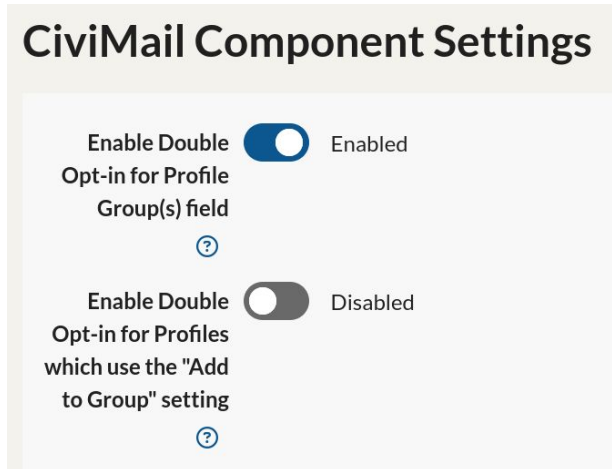 CiviMail Component Settings
Enable Double
Opt-in for Profile
Group(s) field
Enabled
?
Enable Double
Opt-in for Profiles
which use the "Add
to Group" setting
Disabled
?